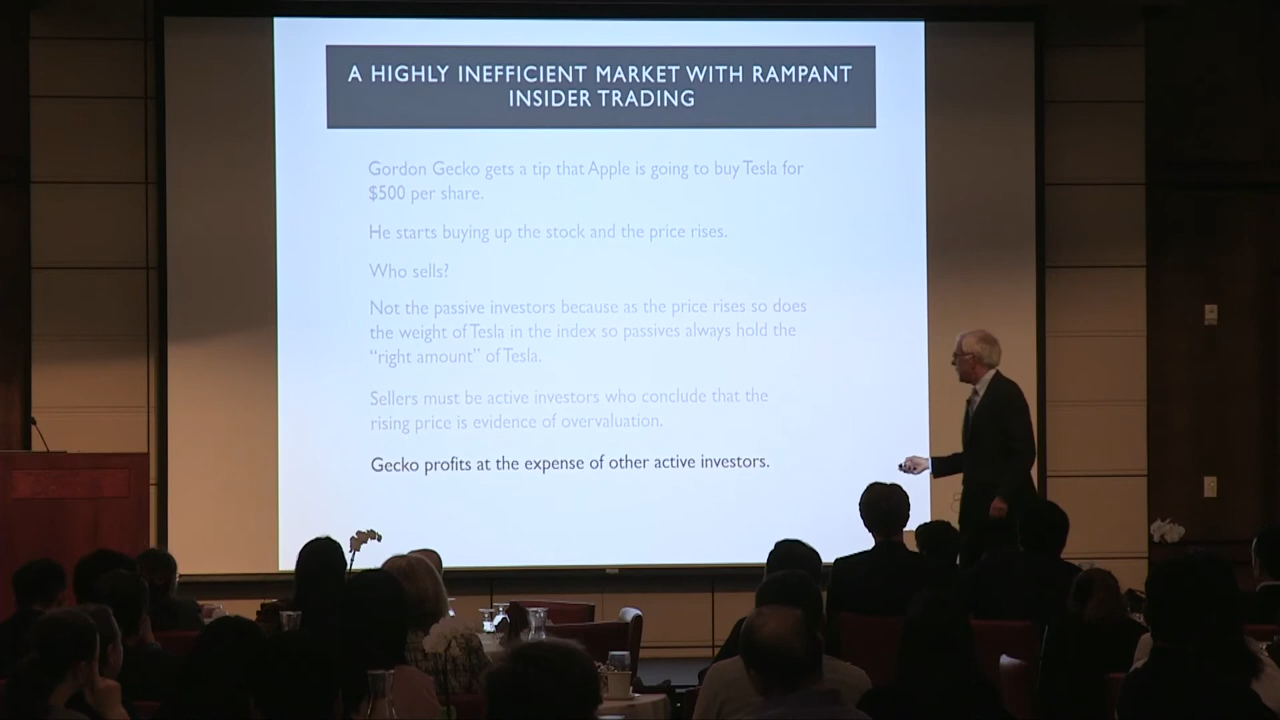 A HIGHLY INEFFICIENT MARKET WITH RAMPANT
INSIDER TRADING
Gordon Gecko gets a tip that Apple is going to buy Tesla for
$500 per share.
He starts buying up the stock and the price rises.
Who sells?
Not the passive investors because as the price rises so does
the weight of Tesla in the index so passives always hold the
“right amount” of Tesla.
Sellers must be active investors who conclude that the
rising price is evidence of overvaluation.
Gecko profits at the expense of other active investors.